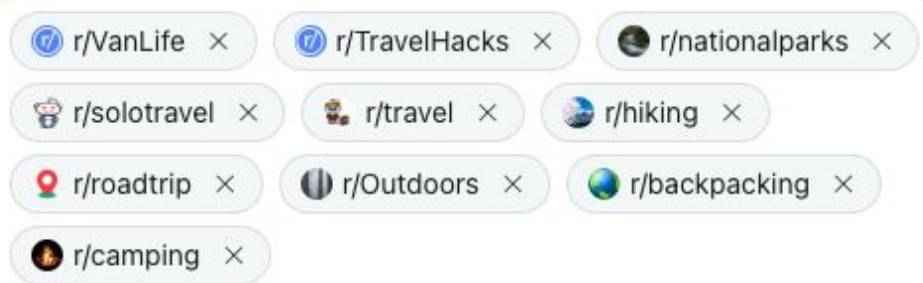 r/VanLife × r/TravelHacks × r/nationalparks ×
r/solotravel × r/travel × r/hiking ×
r/roadtrip × r/Outdoors × r/backpacking ×
r/camping ×